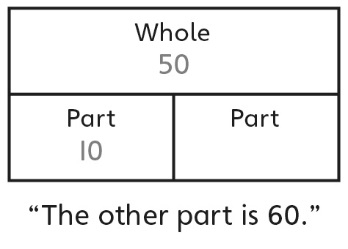 Whole
50
Part Part
10
“The other part is 60.”